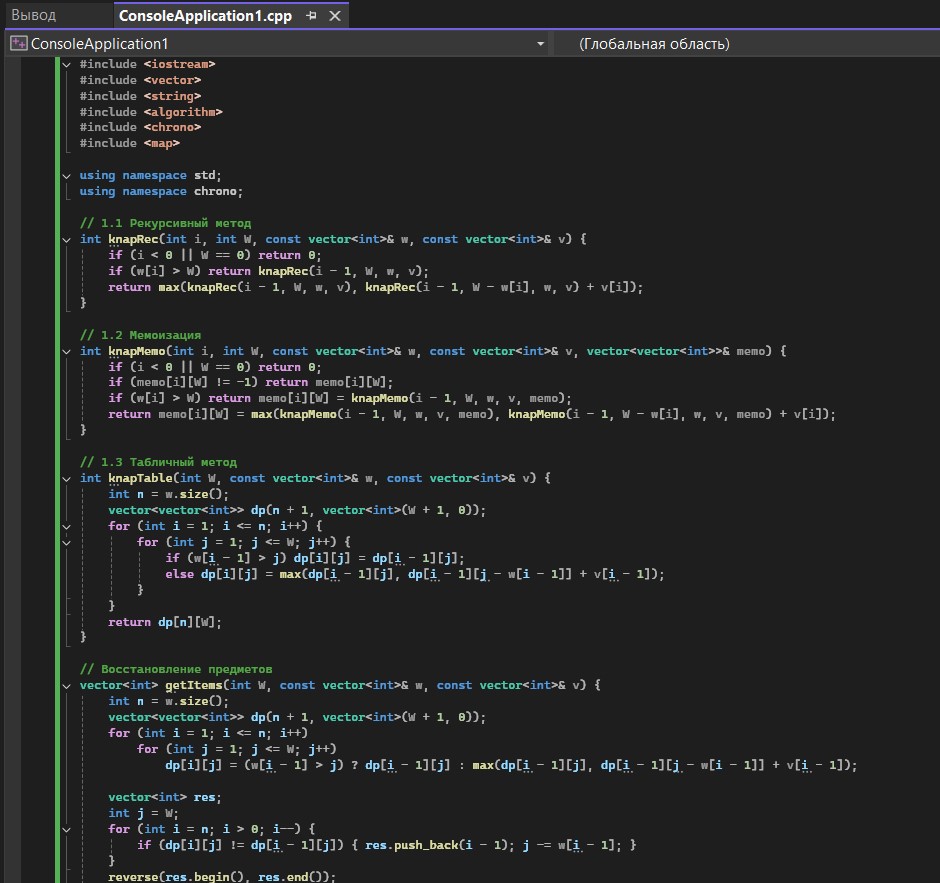 Вывод
ConsoleApplication1.cpp
ConsoleApplication1
(Глобальная область)
#include <iostream>
#include <vector>
#include <string>
#include <algorithm>
#include <chrono>
#include <map>
using namespace std;
using namespace chrono;
// 1.1 Рекурсивный метод
int knapRec(int i, int W, const vector<int>& w, const vector<int>& v) {
if (i < 0 || W == 0) return 0;
if (w[i] > W) return knapRec(i - 1, W, w, v);
return max(knapRec(i - 1, W, w, v), knapRec(i - 1, W - w[i], w, v) + v[i]);
}
// 1.2 Мемоизация
int knapMemo(int i, int W, const vector<int>& w, const vector<int>& v, vector<vector<int>>& memo) {
if (i < 0 || W == 0) return 0;
if (memo[i][W] != -1) return memo[i][W];
if (w[i] > W) return memo[i][W] = knapMemo(i - 1, W, w, v, memo);
return memo[i][W] = max(knapMemo(i - 1, W, w, v, memo), knapMemo(i - 1, W - w[i], w, v, memo) + v[i]);
}
// 1.3 Табличный метод
int knapTable(int W, const vector<int>& w, const vector<int>& v) {
int n = w.size();
vector<vector<int>> dp(n + 1, vector<int>(W + 1, 0));
for (int i = 1; i <= n; i++) {
for (int j = 1; j <= W; j++) {
if (w[i - 1] > j) dp[i][j] = dp[i - 1][j];
else dp[i][j] = max(dp[i - 1][j], dp[i - 1][j - w[i - 1]] + v[i - 1]);
}
}
return dp[n][W];
}
// Восстановление предметов
vector<int> getItems(int W, const vector<int>& w, const vector<int>& v) {
int n = w.size();
vector<vector<int>> dp(n + 1, vector<int>(W + 1, 0));
for (int i = 1; i <= n; i++)
for (int j = 1; j <= W; j++)
dp[i][j] = (w[i - 1] > j) ? dp[i - 1][j] : max(dp[i - 1][j], dp[i - 1][j - w[i - 1]] + v[i - 1]);
vector<int> res;
int j = W;
for (int i = n; i > 0; i--) {
if (dp[i][j] != dp[i - 1][j]) { res.push_back(i - 1); j -= w[i - 1]; }
}
reverse(res.begin(), res.end());